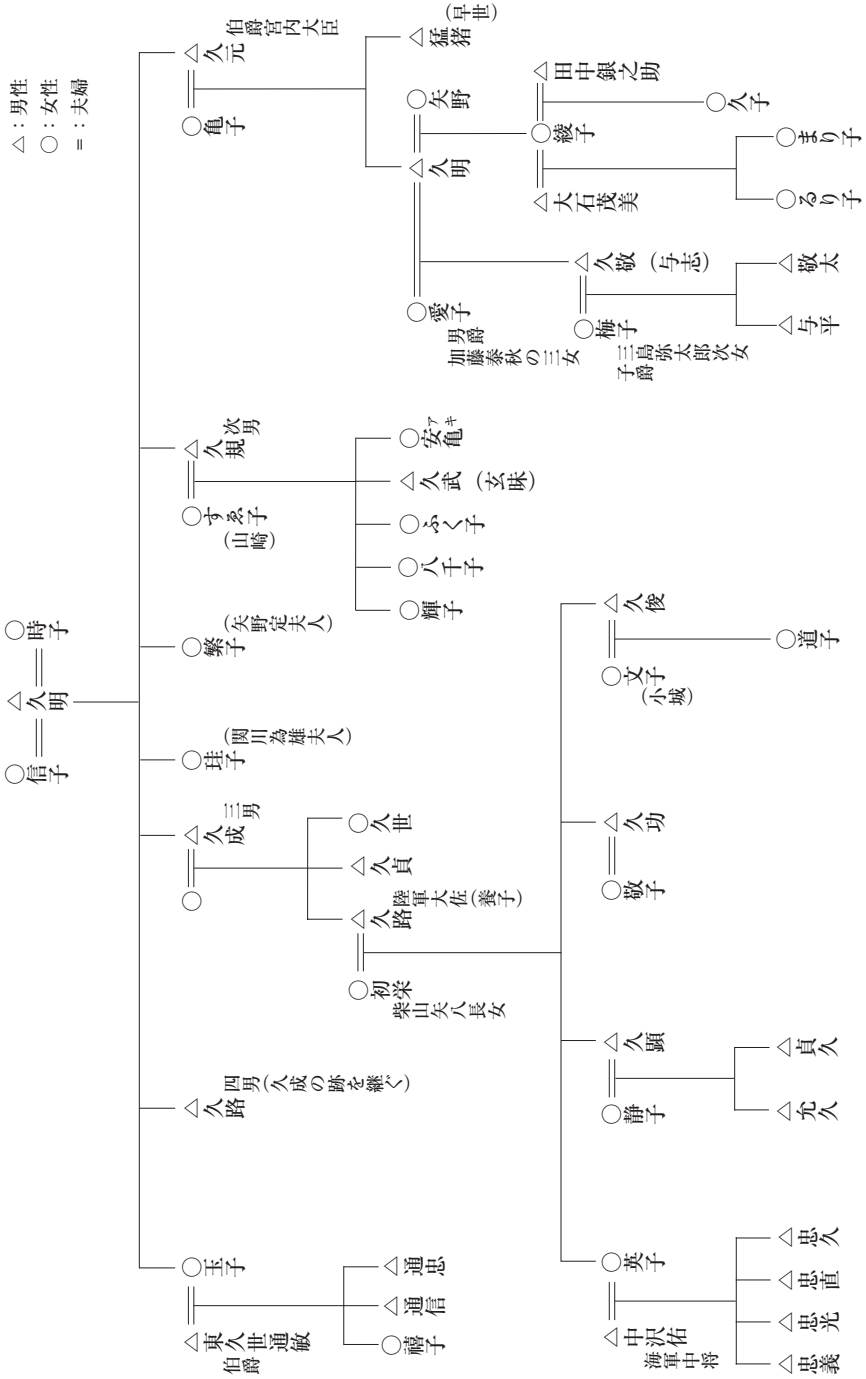 △：男性
○：女性
＝：夫婦
○時子
△久明
○信子
△久元
伯爵宮内大臣
○亀子
△久規
次男
○すゑ子
(山崎)
○繁子
(矢野定夫人)
○珪子
(関川為雄夫人)
△久成
三男
○
△久路
四男(久成の跡を継ぐ)
○玉子
△東久世通敏
伯爵
△猛猪
(早世)
○矢野
△久明
○愛子
男爵
加藤泰秋の三女
△田中銀之助
○綾子
△大石茂美
○久子
○まり子
○るり子
△久敬(与志)
○梅子
三島弥太郎次女
子爵
△敬太
△与平
○安亀
アキ
△久武(玄昧)
○ふく子
○八千子
○輝子
○久世
△久貞
△久路
陸軍大佐(養子)
○初栄
柴山矢八長女
△通忠
△通信
○禧子
△久俊
○文子
(小城)
○道子
△久功
○敬子
△久顕
○静子
△貞久
△允久
○英子
△中沢佑
海軍中将
△忠久
△忠直
△忠光
△忠義